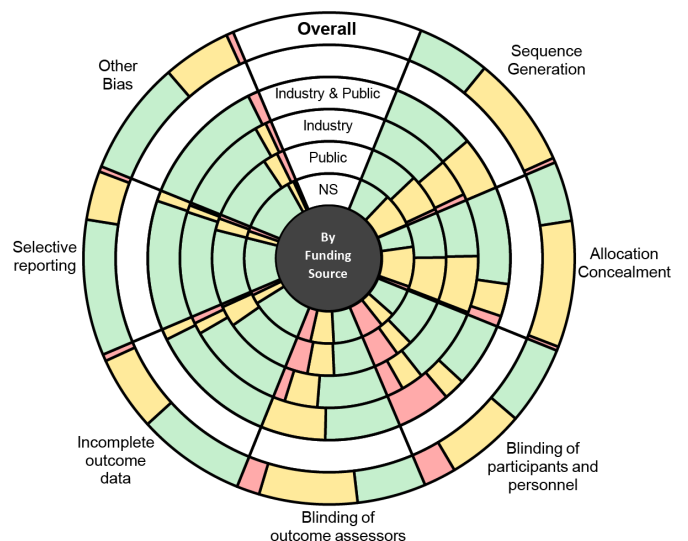 Overall
Sequence
Generation
Other
Bias
Industry & Public
Industry
Public
NS
By
Funding
Source
Selective
reporting
Allocation
Concealment
Incomplete
outcome
data
Blinding of
participants and
personnel
Blinding of
outcome assessors